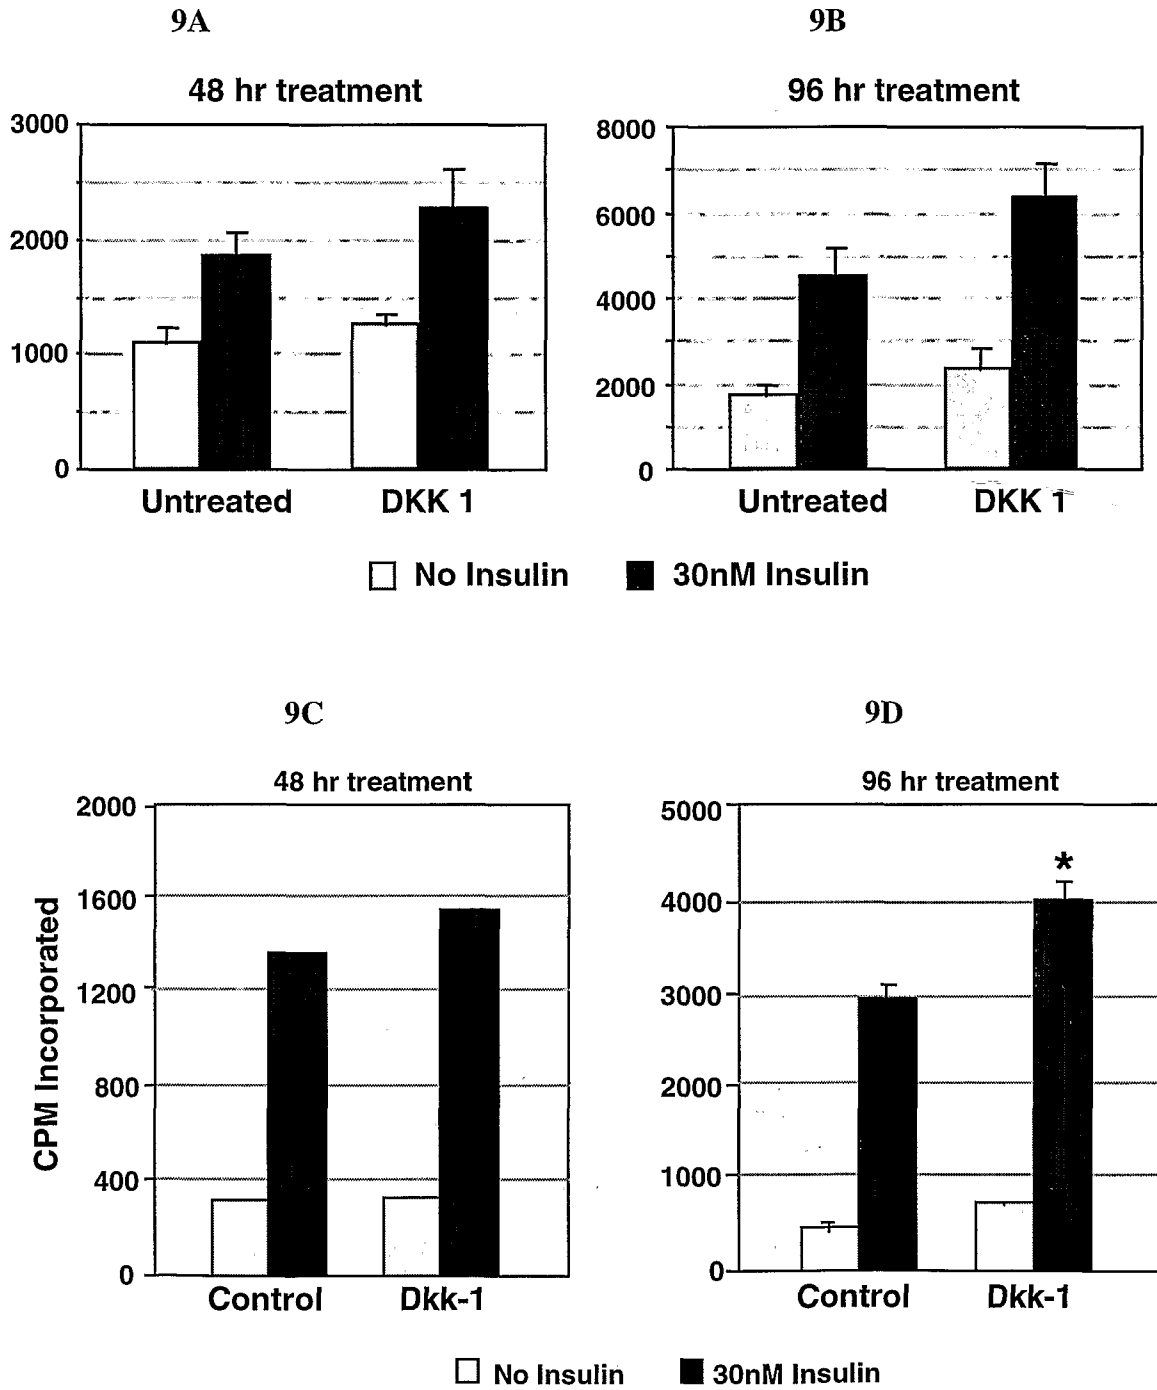 9A
9B
48 hr treatment
96 hr treatment
3000
2000
1000
0
8000
6000
4000
2000
0
Untreated
DKK 1
Untreated
DKK 1
No Insulin
30nM Insulin
9C
9D
48 hr treatment
96 hr treatment
CPM Incorporated
2000
1600
1200
800
400
0
5000
4000
3000
2000
1000
0
*
Control
Dkk-1
Control
Dkk-1
No Insulin
30nM Insulin